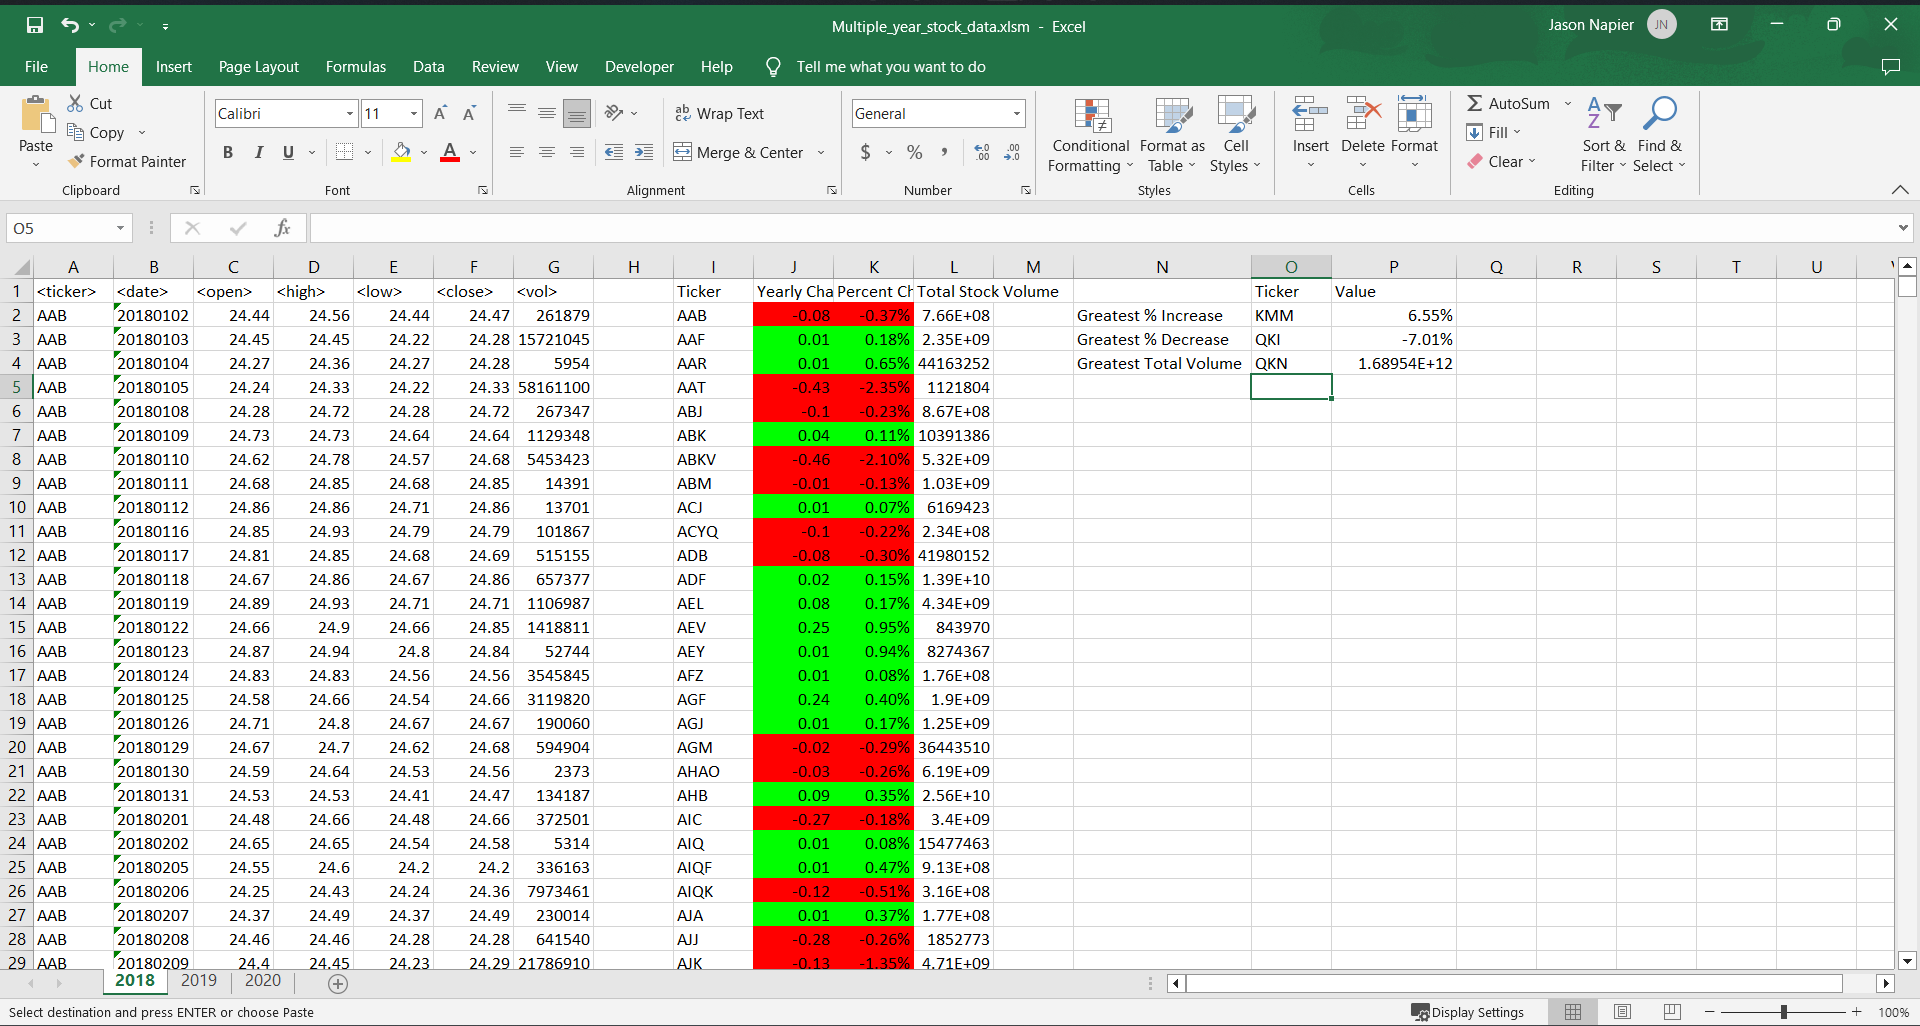 Multiple_year_stock_data.xlsm - Excel
Jason Napier JN
File Home Insert Page Layout Formulas Data Review View Developer Help Tell me what you want to do
Paste Cut Copy Format Painter Clipboard
Calibri 11 B I U Font
ab Wrap Text Merge & Center Alignment
General $ % , Number
Conditional Formatting Format as Table Cell Styles Styles
Insert Delete Format Cells
AutoSum Fill Clear Sort & Filter Find & Select Editing
O5 fx
A B C D E F G H I J K L M N O P Q R S T U
1 <ticker> <date> <open> <high> <low> <close> <vol> Ticker Yearly Cha Percent Ch Total Stock Volume Ticker Value
2 AAB 20180102 24.44 24.56 24.44 24.47 261879 AAB -0.08 -0.37% 7.66E+08 Greatest % Increase KMM 6.55%
3 AAB 20180103 24.45 24.45 24.22 24.28 15721045 AAF 0.01 0.18% 2.35E+09 Greatest % Decrease QKI -7.01%
4 AAB 20180104 24.27 24.36 24.27 24.28 5954 AAR 0.01 0.65% 44163252 Greatest Total Volume QKN 1.68954E+12
5 AAB 20180105 24.24 24.33 24.22 24.33 58161100 AAT -0.43 -2.35% 1121804
6 AAB 20180108 24.28 24.72 24.28 24.72 267347 ABJ -0.1 -0.23% 8.67E+08
7 AAB 20180109 24.73 24.73 24.64 24.64 1129348 ABK 0.04 0.11% 10391386
8 AAB 20180110 24.62 24.78 24.57 24.68 5453423 ABKV -0.46 -2.10% 5.32E+09
9 AAB 20180111 24.68 24.85 24.68 24.85 14391 ABM -0.01 -0.13% 1.03E+09
10 AAB 20180112 24.86 24.86 24.71 24.86 13701 ACJ 0.01 0.07% 6169423
11 AAB 20180116 24.85 24.93 24.79 24.79 101867 ACYQ -0.1 -0.22% 2.34E+08
12 AAB 20180117 24.81 24.85 24.68 24.69 515155 ADB -0.08 -0.30% 41980152
13 AAB 20180118 24.67 24.86 24.67 24.86 657377 ADF 0.02 0.15% 1.39E+10
14 AAB 20180119 24.89 24.93 24.71 24.71 1106987 AEL 0.08 0.17% 4.34E+09
15 AAB 20180122 24.66 24.9 24.66 24.85 1418811 AEV 0.25 0.95% 843970
16 AAB 20180123 24.87 24.94 24.8 24.84 52744 AEY 0.01 0.94% 8274367
17 AAB 20180124 24.83 24.83 24.56 24.56 3545845 AFZ 0.01 0.08% 1.76E+08
18 AAB 20180125 24.58 24.66 24.54 24.66 3119820 AGF 0.24 0.40% 1.9E+09
19 AAB 20180126 24.71 24.8 24.67 24.67 190060 AGJ 0.01 0.17% 1.25E+09
20 AAB 20180129 24.67 24.7 24.62 24.68 594904 AGM -0.02 -0.29% 36443510
21 AAB 20180130 24.59 24.64 24.53 24.56 2373 AHAO -0.03 -0.26% 6.19E+09
22 AAB 20180131 24.53 24.53 24.41 24.47 134187 AHB 0.09 0.35% 2.56E+10
23 AAB 20180201 24.48 24.66 24.48 24.66 372501 AIC -0.27 -0.18% 3.4E+09
24 AAB 20180202 24.65 24.65 24.54 24.58 5314 AIQ 0.01 0.08% 15477463
25 AAB 20180205 24.55 24.6 24.2 24.2 336163 AIQF 0.01 0.47% 9.13E+08
26 AAB 20180206 24.25 24.43 24.24 24.36 7973461 AIQK -0.12 -0.51% 3.16E+08
27 AAB 20180207 24.37 24.49 24.37 24.49 230014 AJA 0.01 0.37% 1.77E+08
28 AAB 20180208 24.46 24.46 24.28 24.28 641540 AJJ -0.28 -0.26% 1852773
29 AAB 20180209 24.4 24.45 24.23 24.29 21786910 AJK -0.13 -1.35% 4.71E+09
2018 2019 2020
Select destination and press ENTER or choose Paste Display Settings 100%